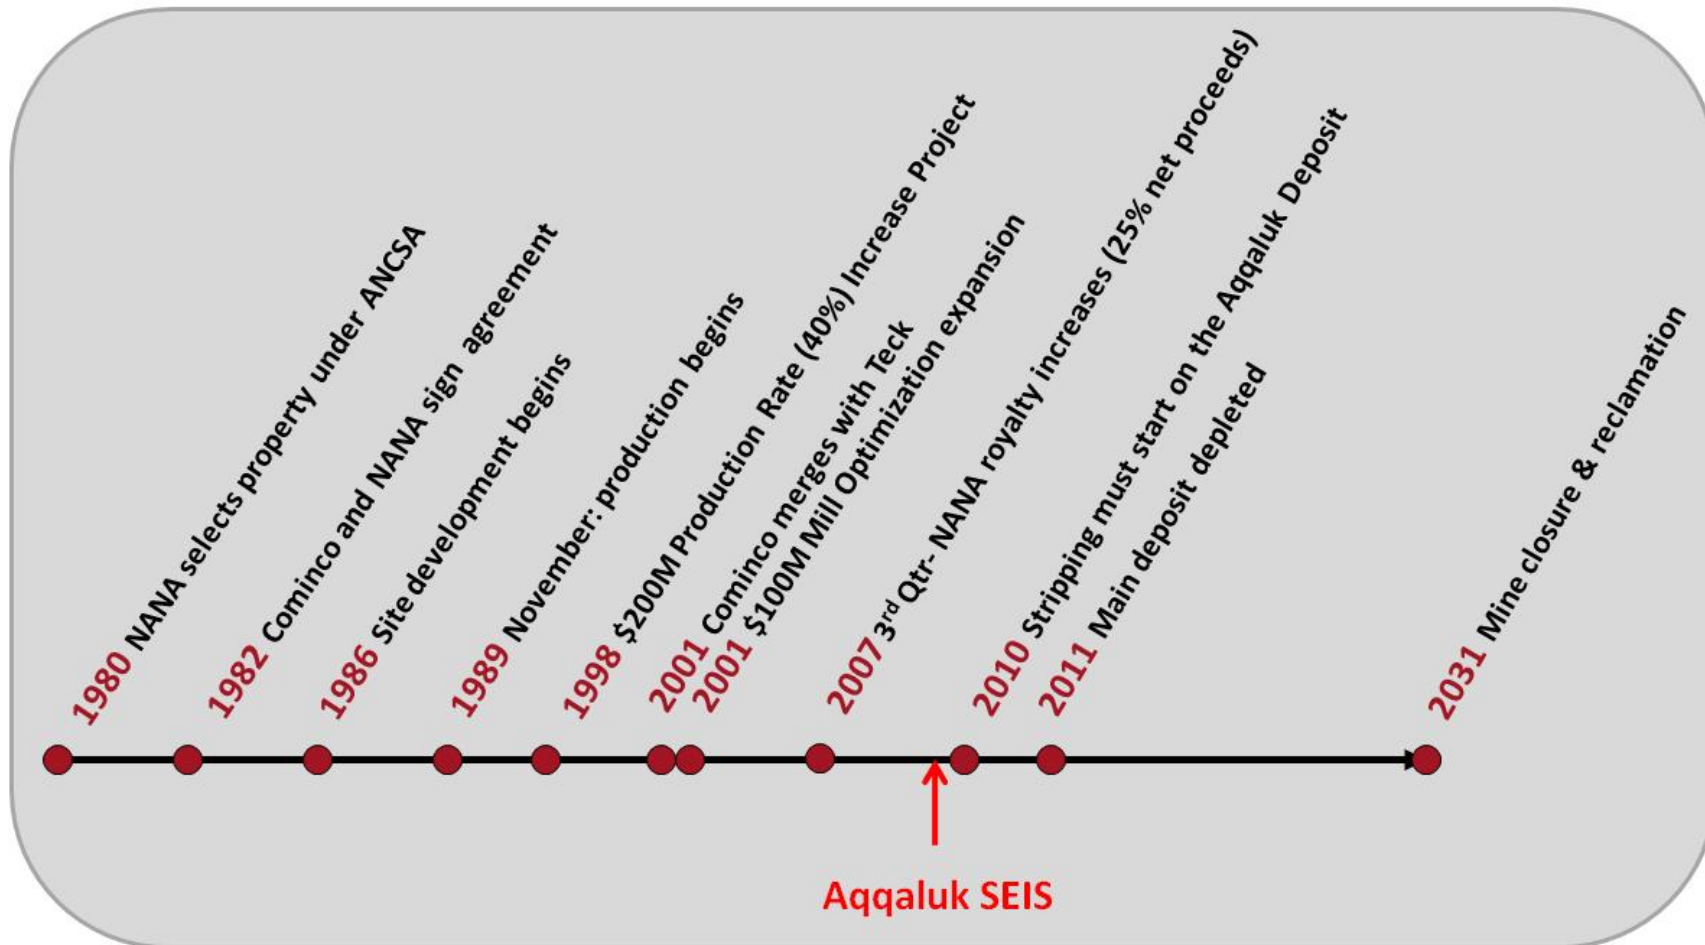 1980 NANA selects property under ANCSA
1982 Cominco and NANA sign agreement
1986 Site development begins
1989 November: production begins
1998 $200M Production Rate (40%) Increase Project
2001 Cominco merges with Teck
2001 $100M Mill Optimization expansion
2007 3rd Qtr- NANA royalty increases (25% net proceeds)
2010 Stripping must start on the Aqqaluk Deposit
2011 Main deposit depleted
2031 Mine closure & reclamation
Aqqaluk SEIS